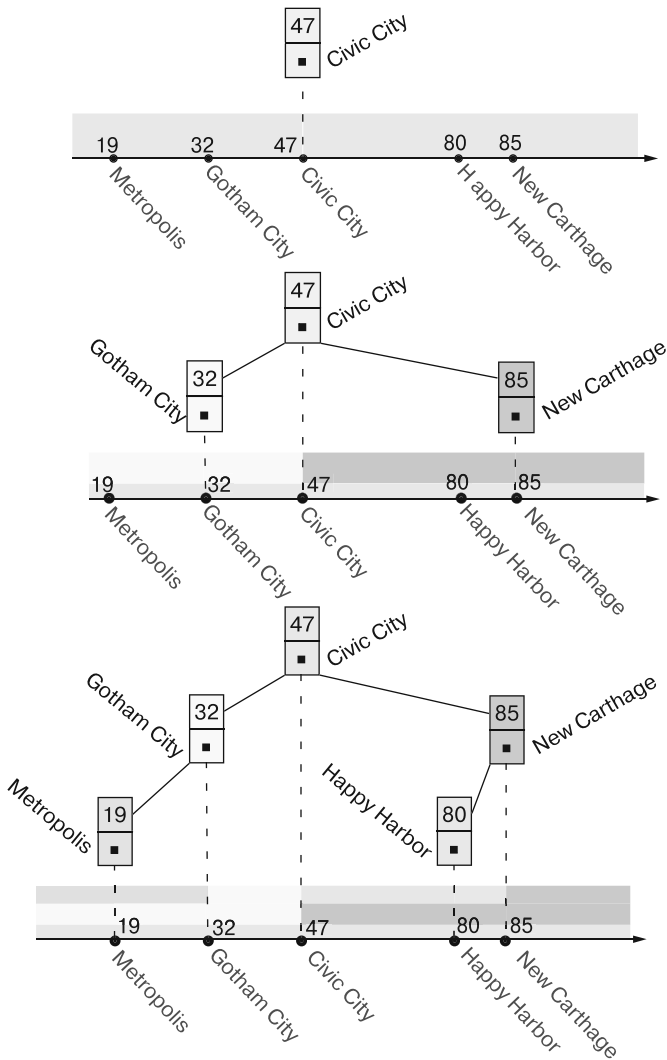 47
Civic City
19 32 47 80 85
Metropolis
Gotham City
Civic City
H appy Harbor
New Carthage
47
Civic City
Gotham City
32
85
New Carthage
19 32 47 80 85
Metropolis
Gotham City
Civic City
Happy Harbor
New Carthage
47
Civic City
Gotham City
32
85
New Carthage
Metropolis
19
Happy Harbor
80
19 32 47 80 85
Metropolis
Gotham City
Civic City
Happy Harbor
New Carthage